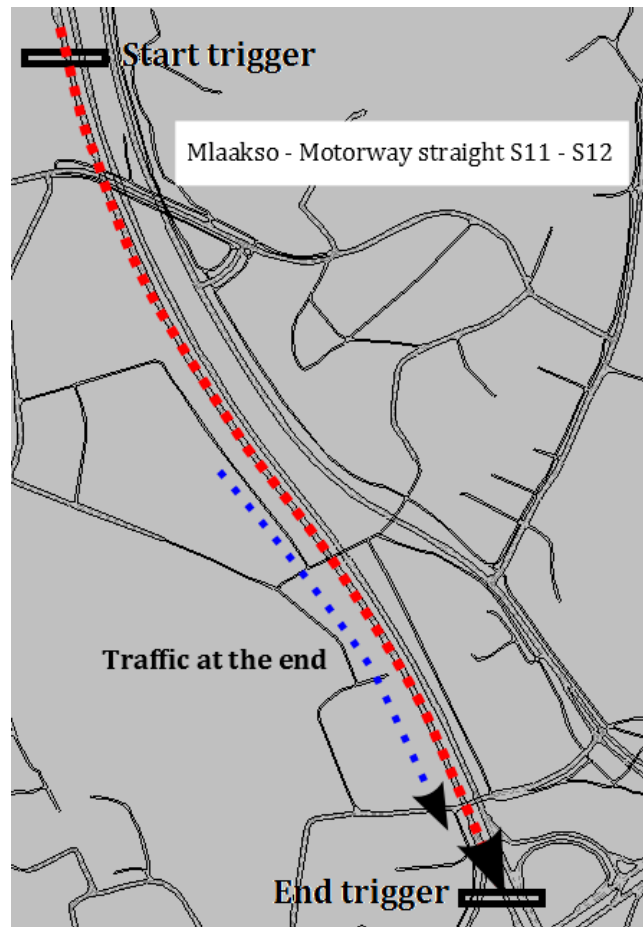 Start trigger
Mlaakso - Motorway straight S11 - S12
Traffic at the end
End trigger